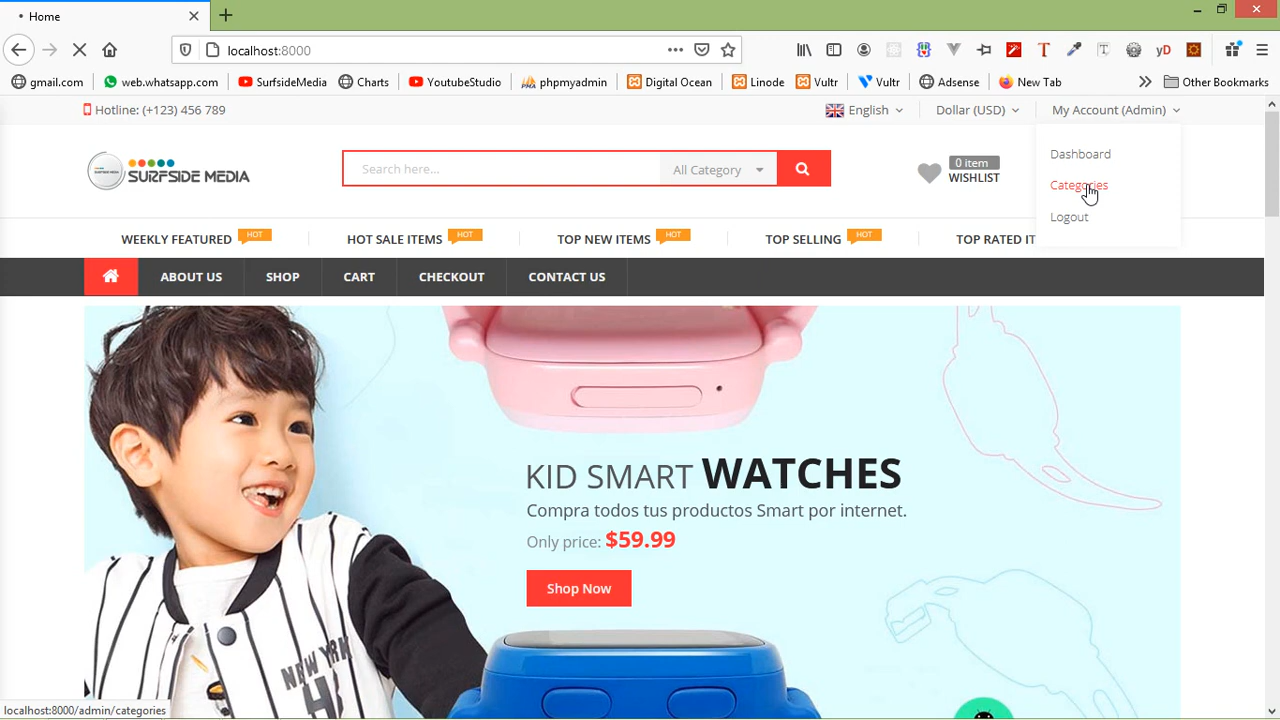 Home
localhost:8000
gmail.com
web.whatsapp.com
SurfsideMedia
Charts
YoutubeStudio
phpmyadmin
Digital Ocean
Linode
Vultr
Vultr
Adsense
New Tab
Other Bookmarks
Hotline: (+123) 456 789
English
Dollar (USD)
My Account (Admin)
Dashboard
Categories
Logout
SURFSIDE MEDIA
Search here...
All Category
0 item
WISHLIST
WEEKLY FEATURED HOT
HOT SALE ITEMS HOT
TOP NEW ITEMS HOT
TOP SELLING HOT
TOP RATED IT
ABOUT US
SHOP
CART
CHECKOUT
CONTACT US
KID SMART WATCHES
Compra todos tus productos Smart por internet.
Only price: $59.99
Shop Now
NEW YORK
localhost:8000/admin/categories